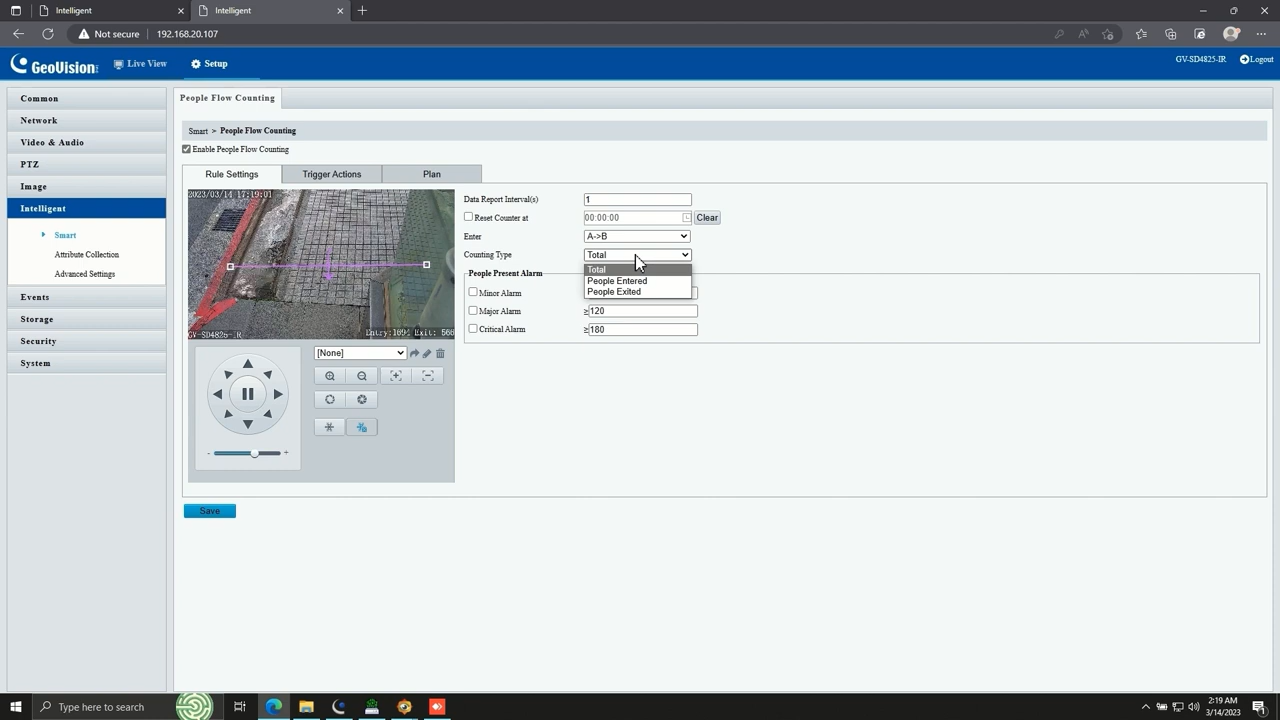 Intelligent
Intelligent
Not secure
192.168.20.107
GeoVision
Live View
Setup
GV-SD4825-IR
Logout
Common
Network
Video & Audio
PTZ
Image
Intelligent
Smart
Attribute Collection
Advanced Settings
Events
Storage
Security
System
People Flow Counting
Smart > People Flow Counting
Enable People Flow Counting
Rule Settings
Trigger Actions
Plan
2023/03/14 17:19:01
GV-SD4825-IR
Entry:1694 Exit: 566
[None]
- +
Data Report Interval(s) 1
Reset Counter at 00:00:00 Clear
Enter A->B
Counting Type Total
Total
People Entered
People Exited
People Present Alarm
Minor Alarm
Major Alarm ≥120
Critical Alarm ≥180
Save
Type here to search
2:19 AM
3/14/2023